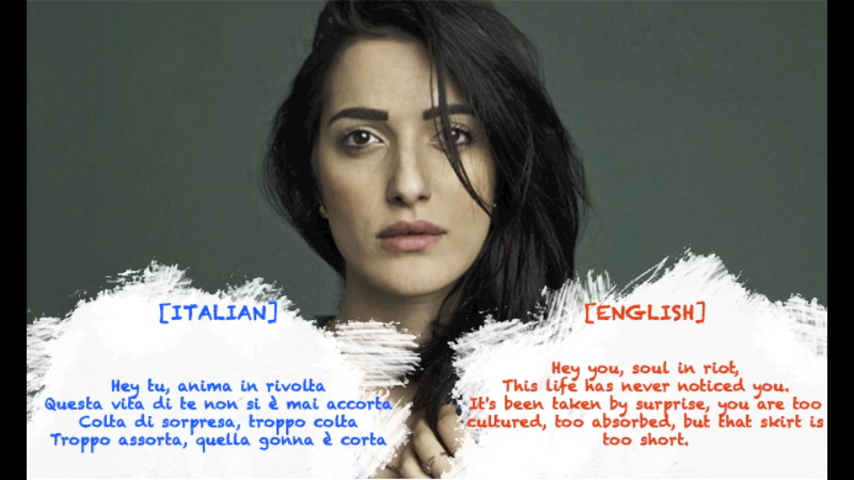 [ITALIAN]
Hey tu, anima in rivolta
Questa vita di te non si è mai accorta
Colta di sorpresa, troppo colta
Troppo assorta, quella gonna è corta
[ENGLISH]
Hey you, soul in riot,
This life has never noticed you.
It's been taken by surprise, you are too
cultured, too absorbed, but that skirt is
too short.